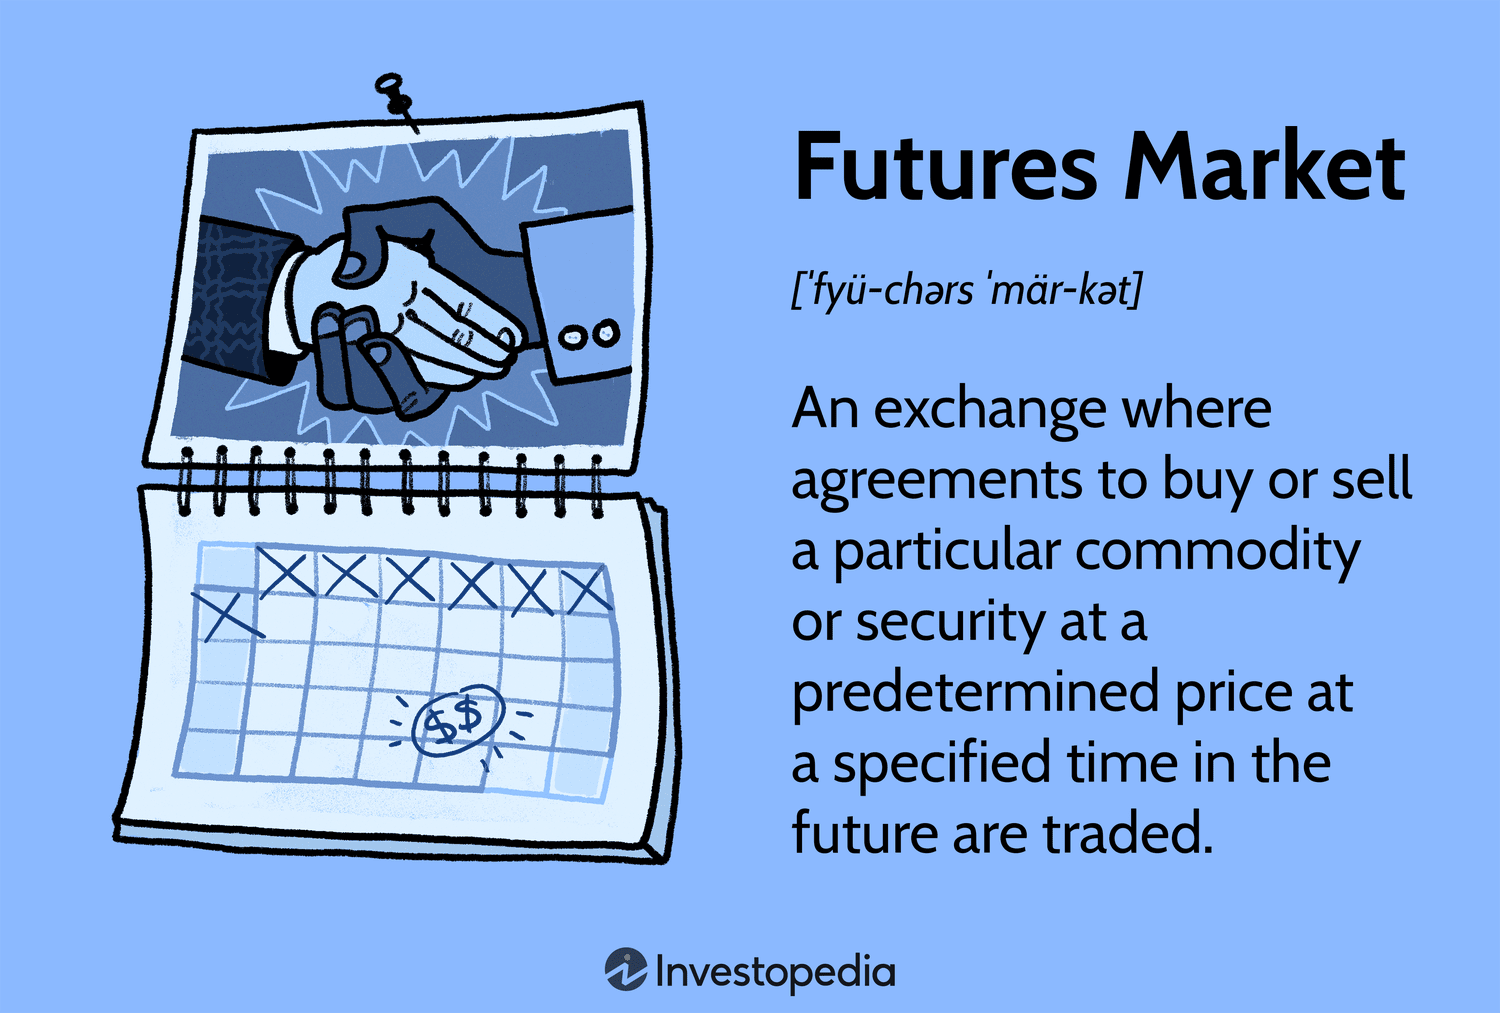 $$
Futures Market
[ˈfyü-chərs ˈmär-kət]
An exchange where
agreements to buy or sell
a particular commodity
or security at a
predetermined price at
a specified time in the
future are traded.
Investopedia